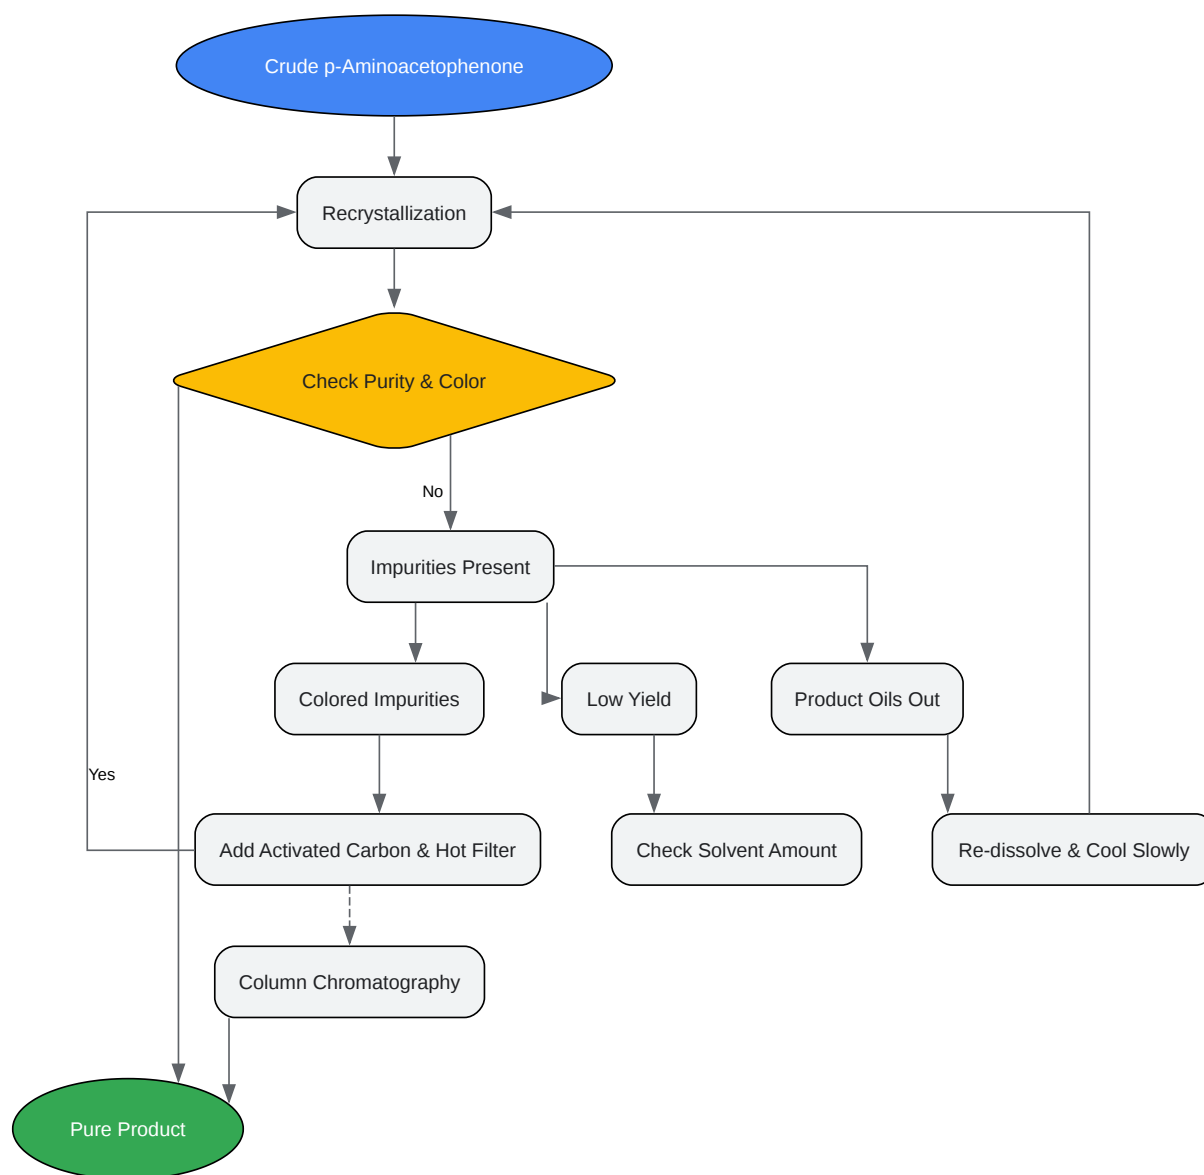 Crude p-Aminoacetophenone
Recrystallization
Check Purity & Color
No
Impurities Present
Colored Impurities
Low Yield
Product Oils Out
Yes
Add Activated Carbon & Hot Filter
Check Solvent Amount
Re-dissolve & Cool Slowly
Column Chromatography
Pure Product